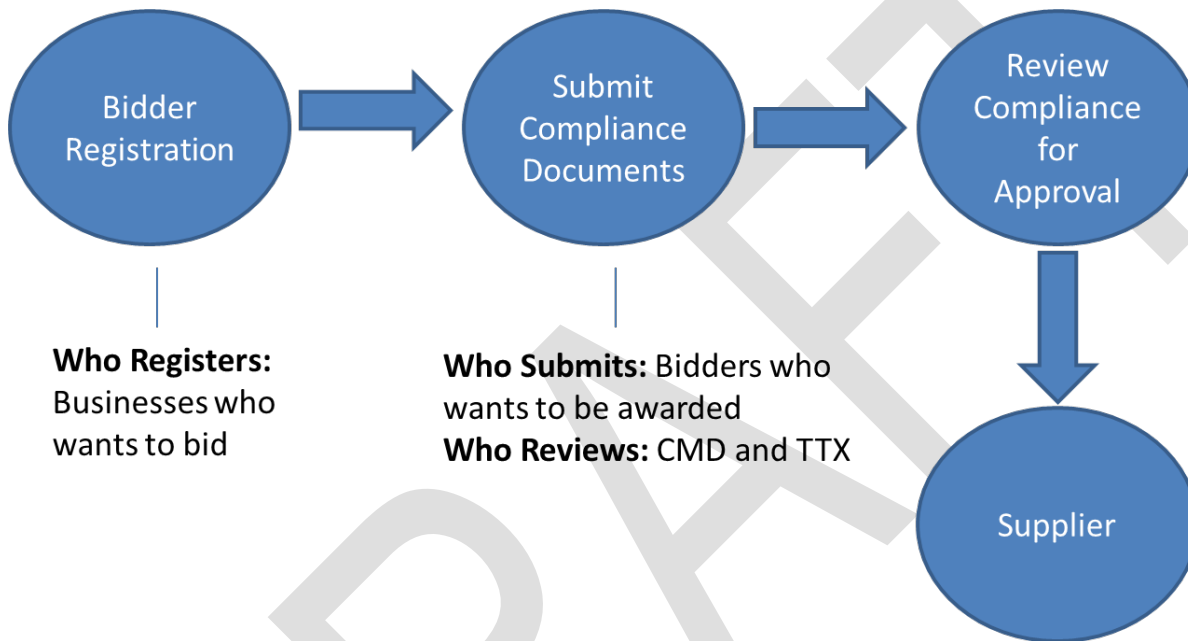 Bidder
Registration
Submit
Compliance
Documents
Review
Compliance
for
Approval
Who Registers:
Businesses who
wants to bid
Who Submits: Bidders who
wants to be awarded
Who Reviews: CMD and TTX
Supplier
DRAFT